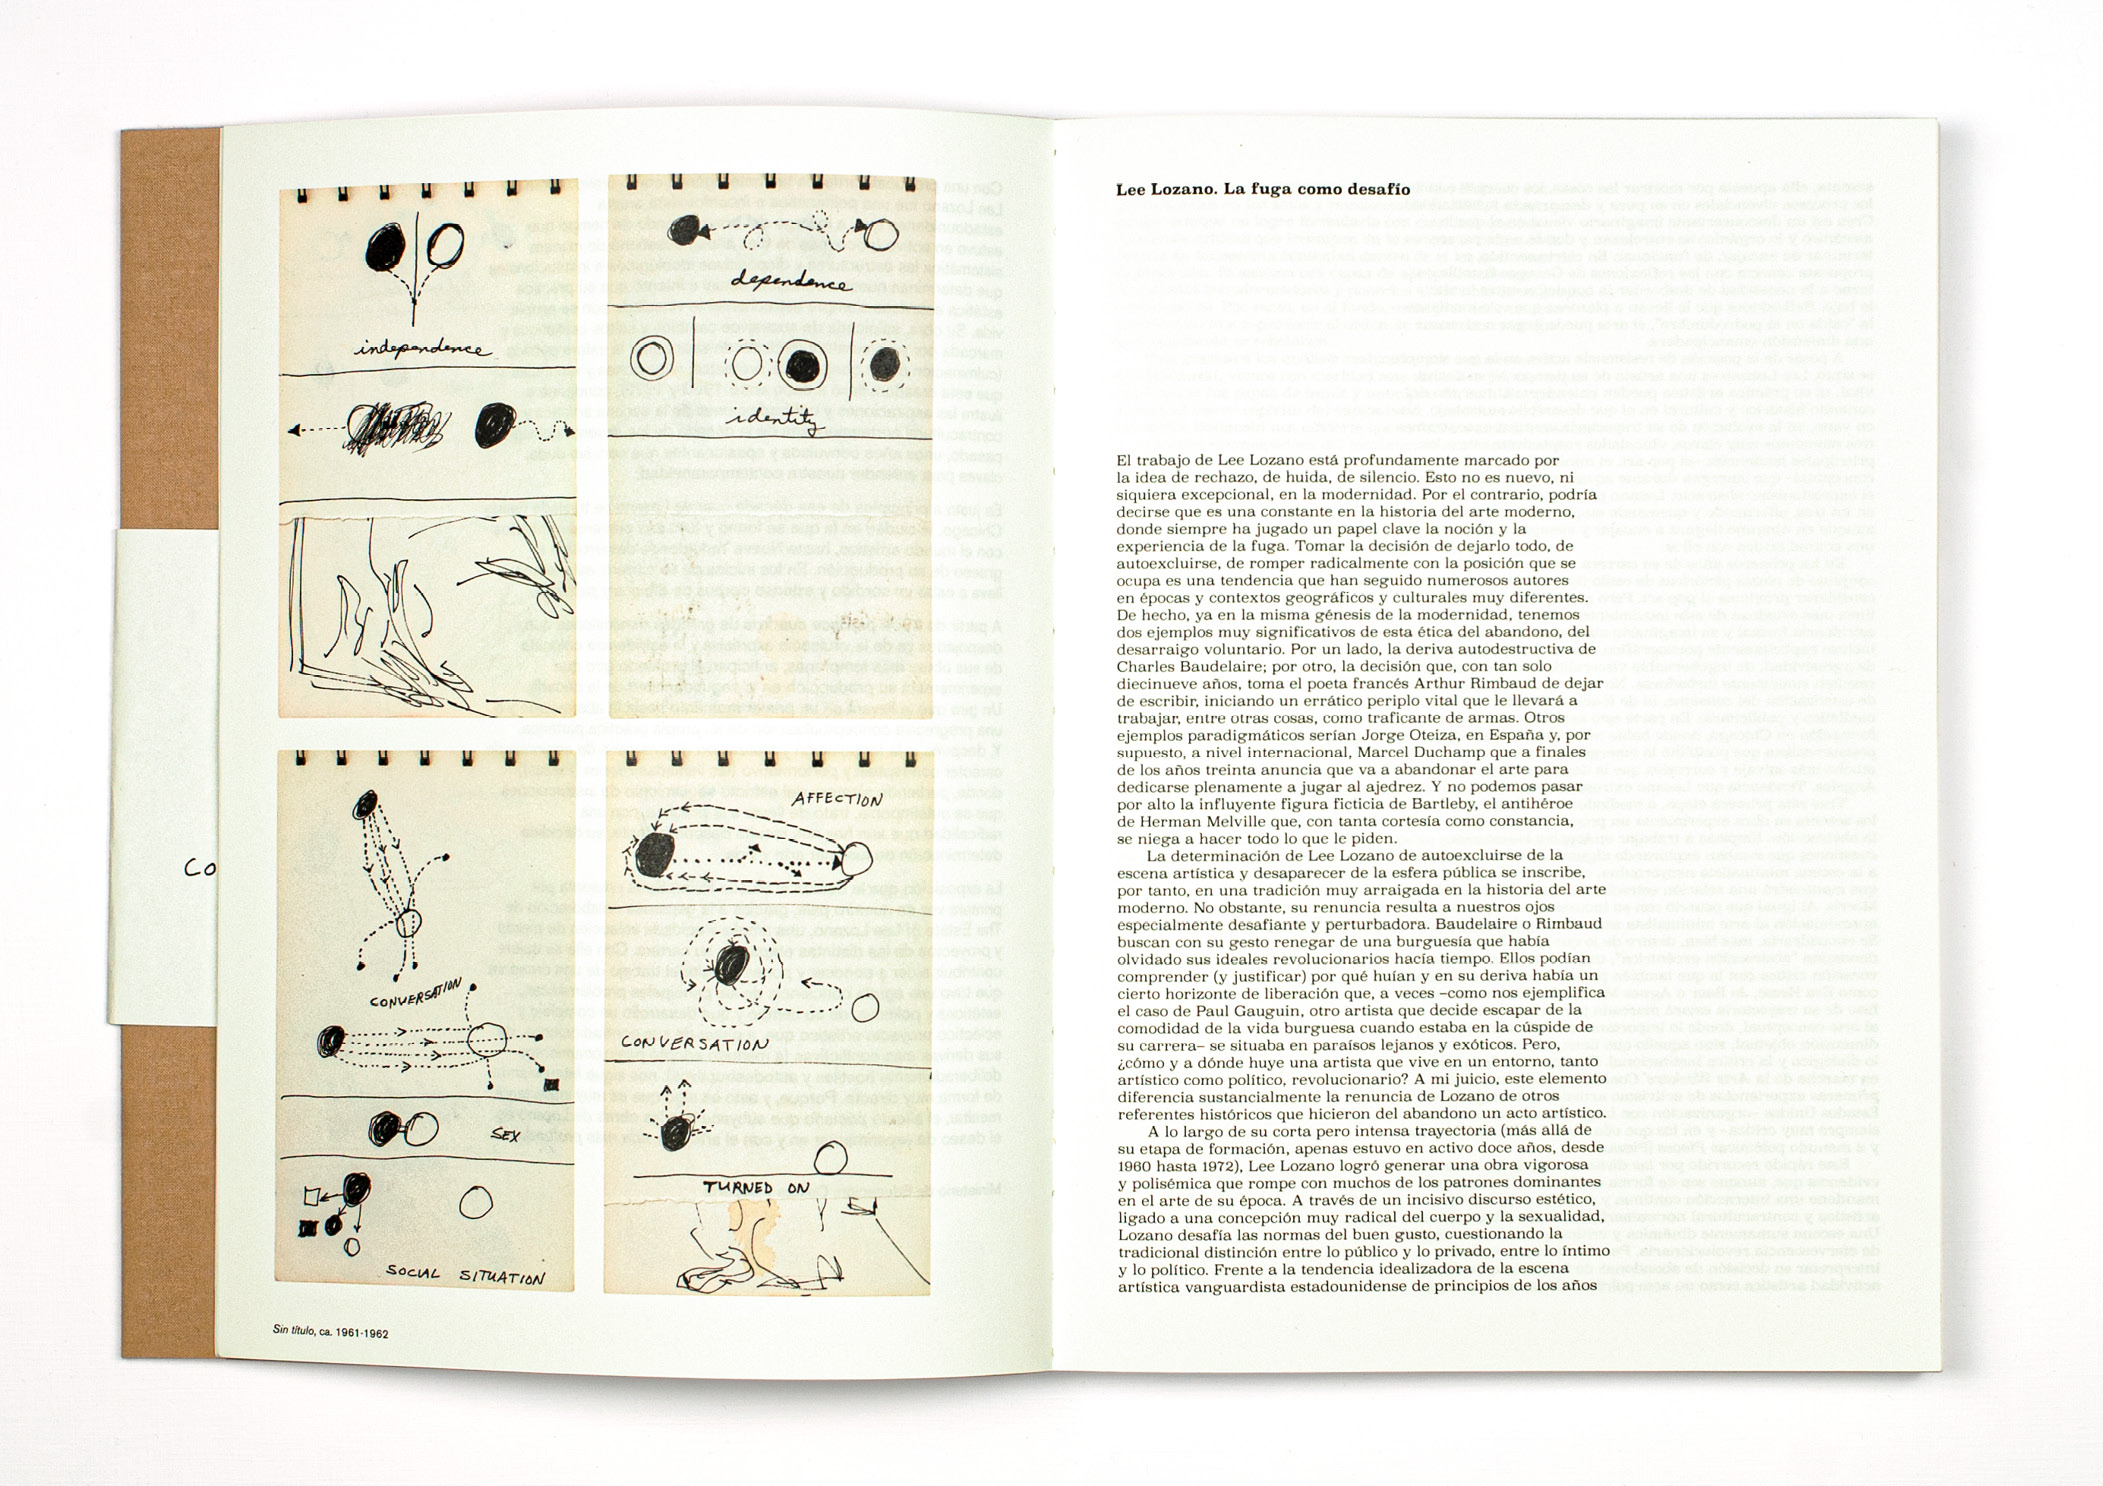 CO
independence
dependence
identity
CONVERSATION
SEX
SOCIAL SITUATION
AFFECTION
CONVERSATION
TURNED ON
Sin título, ca. 1961-1962
Lee Lozano. La fuga como desafío
El trabajo de Lee Lozano está profundamente marcado por
la idea de rechazo, de huida, de silencio. Esto no es nuevo, ni
siquiera excepcional, en la modernidad. Por el contrario, podría
decirse que es una constante en la historia del arte moderno,
donde siempre ha jugado un papel clave la noción y la
experiencia de la fuga. Tomar la decisión de dejarlo todo, de
autoexcluirse, de romper radicalmente con la posición que se
ocupa es una tendencia que han seguido numerosos autores
en épocas y contextos geográficos y culturales muy diferentes.
De hecho, ya en la misma génesis de la modernidad, tenemos
dos ejemplos muy significativos de esta ética del abandono, del
desarraigo voluntario. Por un lado, la deriva autodestructiva de
Charles Baudelaire; por otro, la decisión que, con tan solo
diecinueve años, toma el poeta francés Arthur Rimbaud de dejar
de escribir, iniciando un errático periplo vital que le llevará a
trabajar, entre otras cosas, como traficante de armas. Otros
ejemplos paradigmáticos serían Jorge Oteiza, en España y, por
supuesto, a nivel internacional, Marcel Duchamp que a finales
de los años treinta anuncia que va a abandonar el arte para
dedicarse plenamente a jugar al ajedrez. Y no podemos pasar
por alto la influyente figura ficticia de Bartleby, el antihéroe
de Herman Melville que, con tanta cortesía como constancia,
se niega a hacer todo lo que le piden.
La determinación de Lee Lozano de autoexcluirse de la
escena artística y desaparecer de la esfera pública se inscribe,
por tanto, en una tradición muy arraigada en la historia del arte
moderno. No obstante, su renuncia resulta a nuestros ojos
especialmente desafiante y perturbadora. Baudelaire o Rimbaud
buscan con su gesto renegar de una burguesía que había
olvidado sus ideales revolucionarios hacía tiempo. Ellos podían
comprender (y justificar) por qué huían y en su deriva había un
cierto horizonte de liberación que, a veces –como nos ejemplifica
el caso de Paul Gauguin, otro artista que decide escapar de la
comodidad de la vida burguesa cuando estaba en la cúspide de
su carrera– se situaba en paraísos lejanos y exóticos. Pero,
¿cómo y a dónde huye una artista que vive en un entorno, tanto
artístico como político, revolucionario? A mi juicio, este elemento
diferencia sustancialmente la renuncia de Lozano de otros
referentes históricos que hicieron del abandono un acto artístico.
A lo largo de su corta pero intensa trayectoria (más allá de
su etapa de formación, apenas estuvo en activo doce años, desde
1960 hasta 1972), Lee Lozano logró generar una obra vigorosa
y polisémica que rompe con muchos de los patrones dominantes
en el arte de su época. A través de un incisivo discurso estético,
ligado a una concepción muy radical del cuerpo y la sexualidad,
Lozano desafía las normas del buen gusto, cuestionando la
tradicional distinción entre lo público y lo privado, entre lo íntimo
y lo político. Frente a la tendencia idealizadora de la escena
artística vanguardista estadounidense de principios de los años